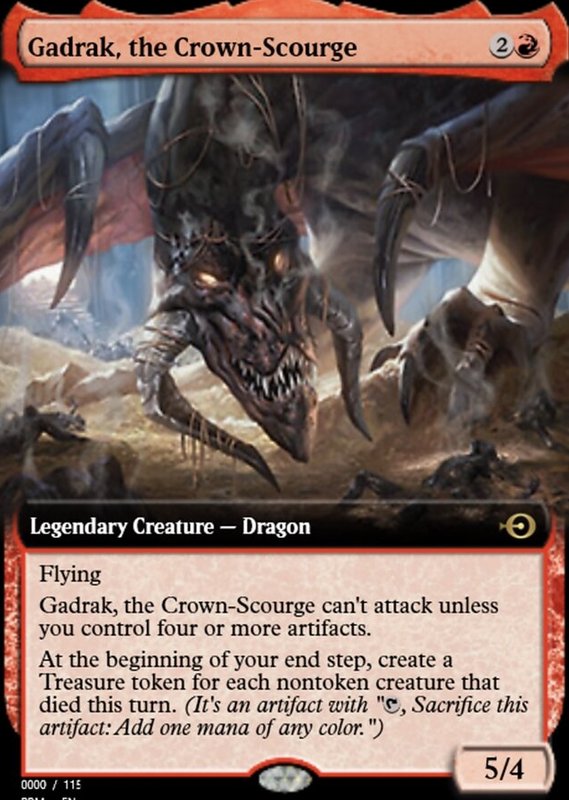 Gadrak, the Crown-Scourge 2
Legendary Creature — Dragon
Flying
Gadrak, the Crown-Scourge can't attack unless
you control four or more artifacts.
At the beginning of your end step, create a
Treasure token for each nontoken creature that
died this turn. (It's an artifact with ", Sacrifice this
artifact: Add one mana of any color.")
5/4
0000 / 115